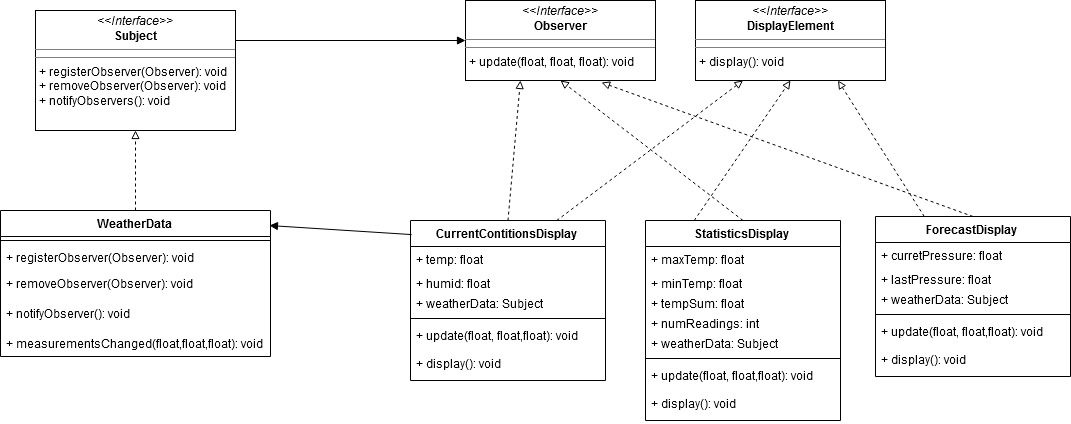 <<Interface>>
Subject
+ registerObserver(Observer): void
+ removeObserver(Observer): void
+ notifyObservers(): void
<<Interface>>
Observer
+ update(float, float, float): void
<<Interface>>
DisplayElement
+ display(): void
WeatherData
+ registerObserver(Observer): void
+ removeObserver(Observer): void
+ notifyObserver(): void
+ measurementsChanged(float,float,float): void
CurrentContitionsDisplay
+ temp: float
+ humid: float
+ weatherData: Subject
+ update(float, float,float): void
+ display(): void
StatisticsDisplay
+ maxTemp: float
+ minTemp: float
+ tempSum: float
+ numReadings: int
+ weatherData: Subject
+ update(float, float,float): void
+ display(): void
ForecastDisplay
+ curretPressure: float
+ lastPressure: float
+ weatherData: Subject
+ update(float, float,float): void
+ display(): void